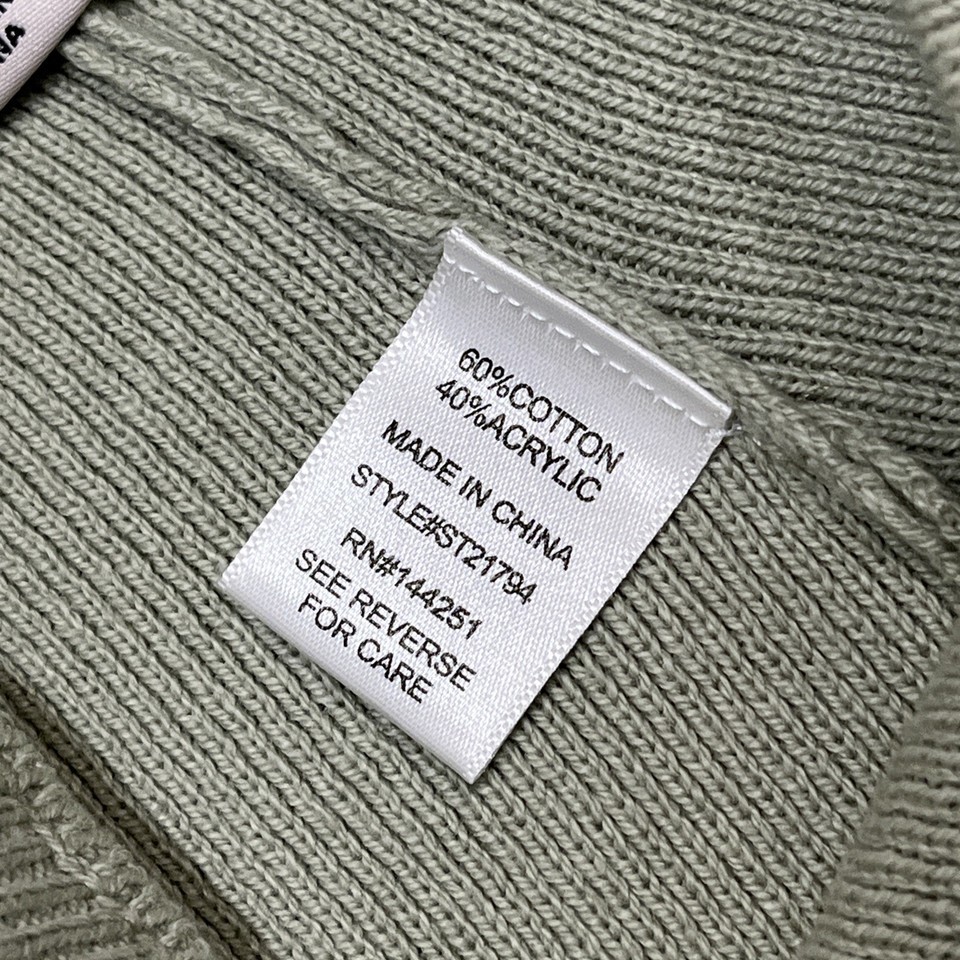 60%COTTON
40%ACRYLIC
MADE IN CHINA
STYLE#ST21794
RN#144251
SEE REVERSE
FOR CARE